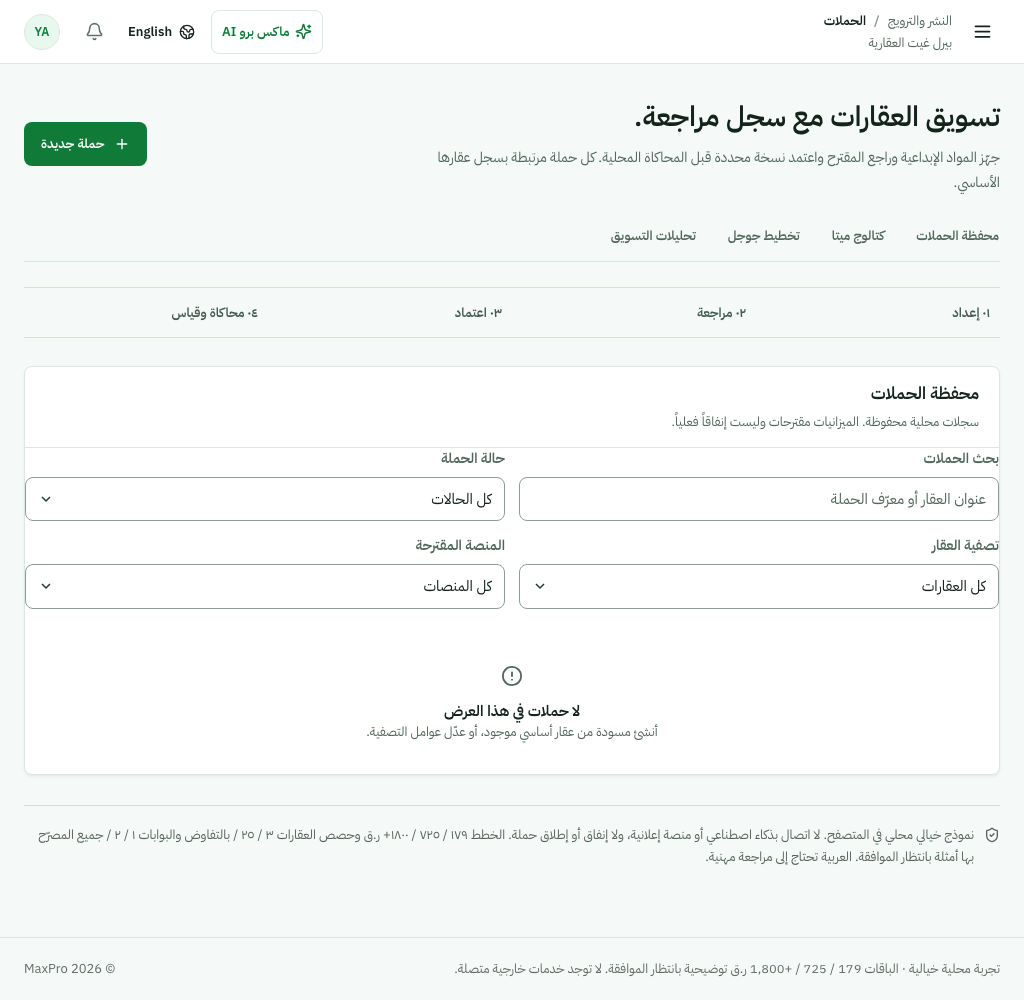 النشر والترويج / الحملات
بيرل غيت العقارية
ماكس برو AI
English
YA
تسويق العقارات مع سجل مراجعة.
جهّز المواد الإبداعية وراجع المقترح واعتمد نسخة محددة قبل المحاكاة المحلية. كل حملة مرتبطة بسجل عقارها
الأساسي.
حملة جديدة
محفظة الحملات
كتالوج ميتا
تخطيط جوجل
تحليلات التسويق
٠١ إعداد
٠٢ مراجعة
٠٣ اعتماد
٠٤ محاكاة وقياس
محفظة الحملات
سجلات محلية محفوظة. الميزانيات مقترحات وليست إنفاقاً فعلياً.
بحث الحملات
حالة الحملة
عنوان العقار أو معرّف الحملة
كل الحالات
تصفية العقار
المنصة المقترحة
كل العقارات
كل المنصات
لا حملات في هذا العرض
أنشئ مسودة من عقار أساسي موجود، أو عدّل عوامل التصفية.
نموذج خيالي محلي في المتصفح. لا اتصال بذكاء اصطناعي أو منصة إعلانية، ولا إنفاق أو إطلاق حملة. الخطط ١٧٩ / ٧٢٥ / ١٨٠٠+ ر.ق وحصص العقارات ٣ / ٢٥ / بالتفاوض والبوابات ١ / ٢ / جميع المصرّح
بها أمثلة بانتظار الموافقة. العربية تحتاج إلى مراجعة مهنية.
تجربة محلية خيالية · الباقات 179 / 725 / +1,800 ر.ق توضيحية بانتظار الموافقة. لا توجد خدمات خارجية متصلة.
© 2026 MaxPro